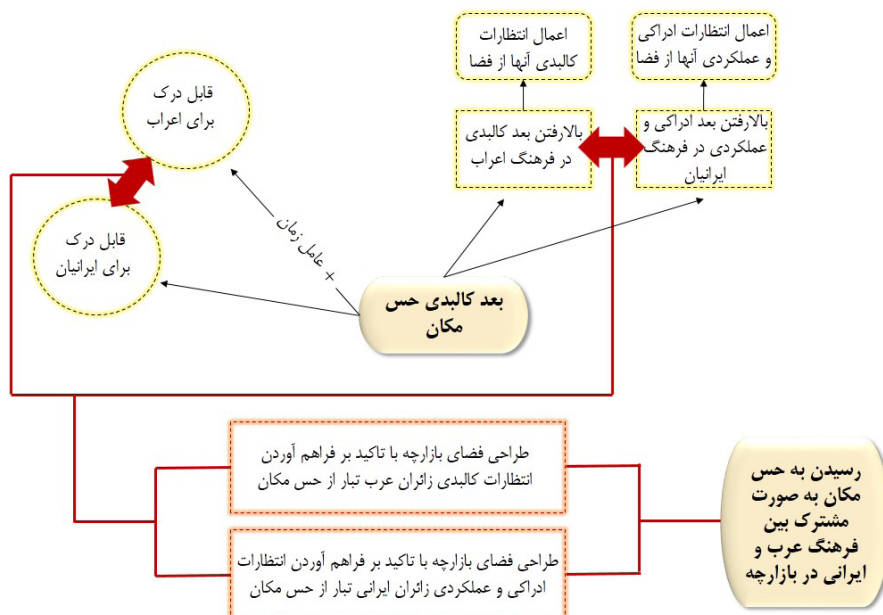 اعمال انتظارات ادراکی
و عملکردی آنها از فضا
اعمال انتظارات
کالبدی آنها از فضا
بالارفتن بعد ادراکی و
عملکردی در فرهنگ
ایرانیان
بالارفتن بعد کالبدی
در فرهنگ اعراب
قابل درک
برای اعراب
قابل درک
برای ایرانیان
+ عامل زمان
بعد کالبدی حس
مکان
طراحی فضای بازارچه با تاکید بر فراهم آوردن
انتظارات کالبدی زائران عرب تبار از حس مکان
طراحی فضای بازارچه با تاکید بر فراهم آوردن انتظارات
ادراکی و عملکردی زائران ایرانی تبار از حس مکان
رسیدن به حس
مکان به صورت
مشترک بین
فرهنگ عرب و
ایرانی در بازارچه